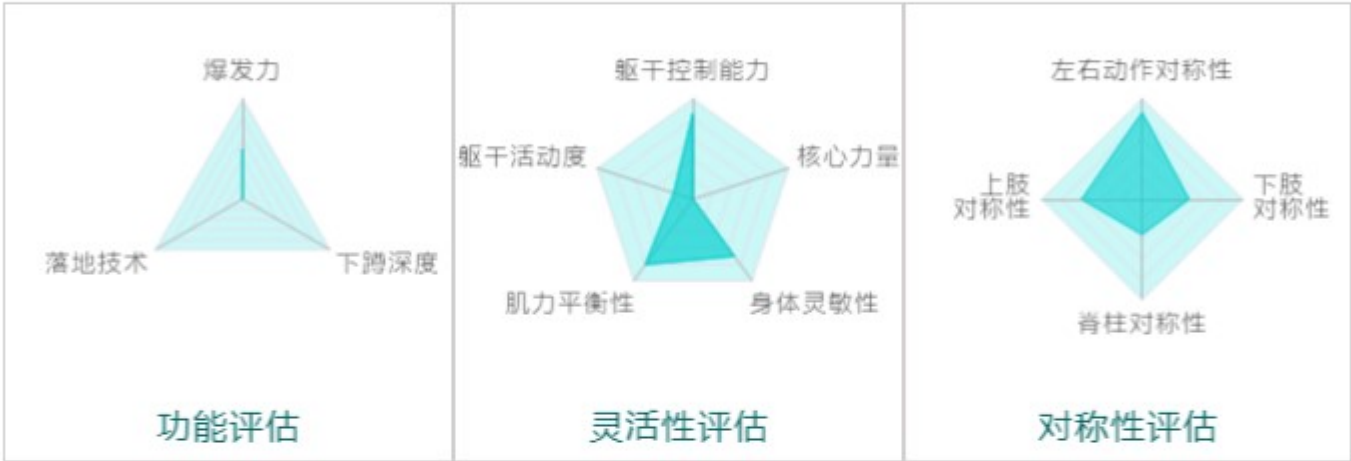 爆发力
落地技术
下蹲深度
功能评估
躯干控制能力
躯干活动度
核心力量
肌力平衡性
身体灵敏性
灵活性评估
左右动作对称性
上肢
对称性
下肢
对称性
脊柱对称性
对称性评估